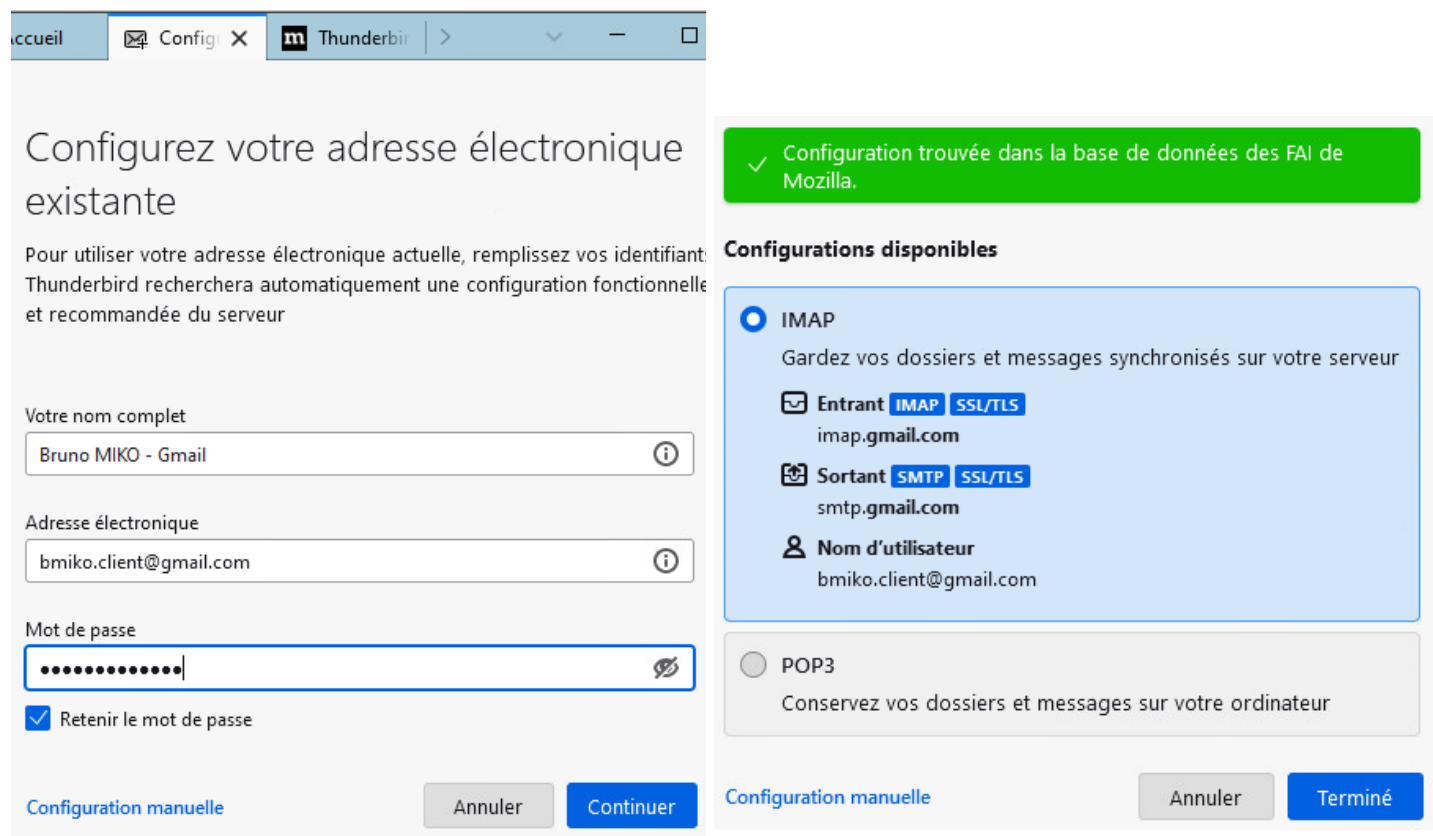 ccueil
Config
Thunderbir
Configurez votre adresse électronique
existante
Pour utiliser votre adresse électronique actuelle, remplissez vos identifiants
Thunderbird recherchera automatiquement une configuration fonctionnelle
et recommandée du serveur
Votre nom complet
Bruno MIKO - Gmail
Adresse électronique
bmiko.client@gmail.com
Mot de passe
•••••••••••••
Retenir le mot de passe
Configuration manuelle
Annuler
Continuer
Configuration trouvée dans la base de données des FAI de
Mozilla.
Configurations disponibles
IMAP
Gardez vos dossiers et messages synchronisés sur votre serveur
Entrant IMAP SSL/TLS
imap.gmail.com
Sortant SMTP SSL/TLS
smtp.gmail.com
Nom d’utilisateur
bmiko.client@gmail.com
POP3
Conservez vos dossiers et messages sur votre ordinateur
Configuration manuelle
Annuler
Terminé